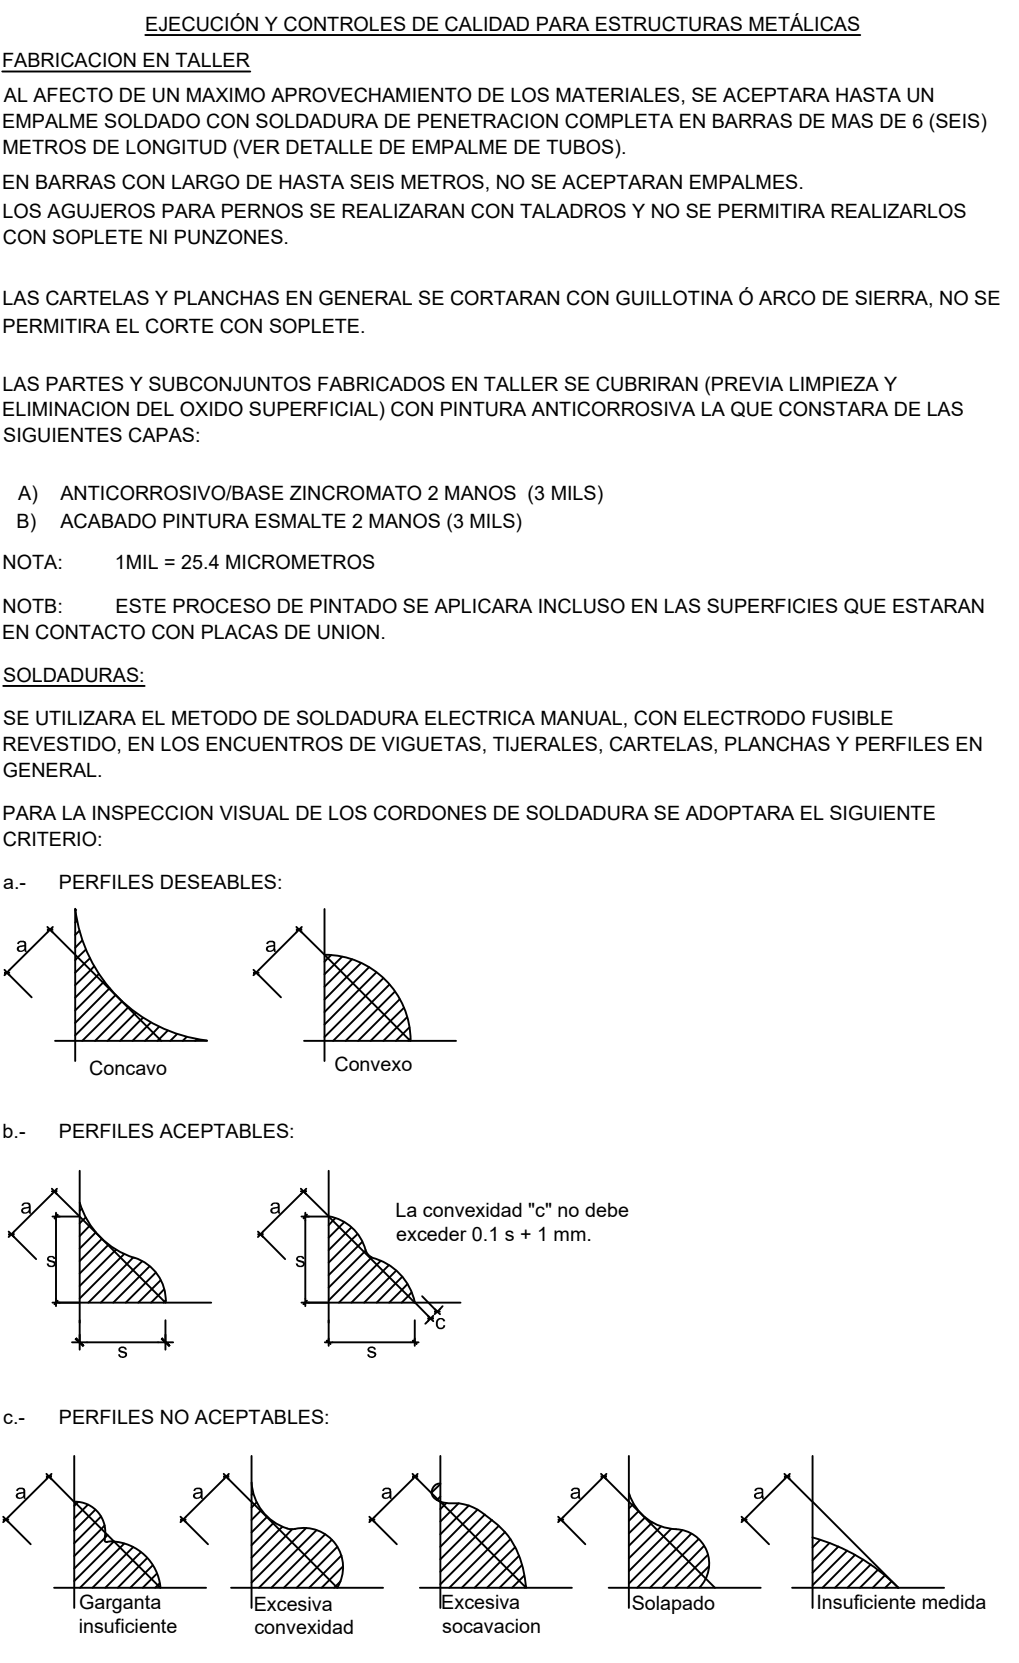 EJECUCIÓN Y CONTROLES DE CALIDAD PARA ESTRUCTURAS METÁLICAS
FABRICACION EN TALLER
AL AFECTO DE UN MAXIMO APROVECHAMIENTO DE LOS MATERIALES, SE ACEPTARA HASTA UN
EMPALME SOLDADO CON SOLDADURA DE PENETRACION COMPLETA EN BARRAS DE MAS DE 6 (SEIS)
METROS DE LONGITUD (VER DETALLE DE EMPALME DE TUBOS).
EN BARRAS CON LARGO DE HASTA SEIS METROS, NO SE ACEPTARAN EMPALMES.
LOS AGUJEROS PARA PERNOS SE REALIZARAN CON TALADROS Y NO SE PERMITIRA REALIZARLOS
CON SOPLETE NI PUNZONES.
LAS CARTELAS Y PLANCHAS EN GENERAL SE CORTARAN CON GUILLOTINA Ó ARCO DE SIERRA, NO SE
PERMITIRA EL CORTE CON SOPLETE.
LAS PARTES Y SUBCONJUNTOS FABRICADOS EN TALLER SE CUBRIRAN (PREVIA LIMPIEZA Y
ELIMINACION DEL OXIDO SUPERFICIAL) CON PINTURA ANTICORROSIVA LA QUE CONSTARA DE LAS
SIGUIENTES CAPAS:
A) ANTICORROSIVO/BASE ZINCROMATO 2 MANOS (3 MILS)
B) ACABADO PINTURA ESMALTE 2 MANOS (3 MILS)
NOTA: 1MIL = 25.4 MICROMETROS
NOTB: ESTE PROCESO DE PINTADO SE APLICARA INCLUSO EN LAS SUPERFICIES QUE ESTARAN
EN CONTACTO CON PLACAS DE UNION.
SOLDADURAS:
SE UTILIZARA EL METODO DE SOLDADURA ELECTRICA MANUAL, CON ELECTRODO FUSIBLE
REVESTIDO, EN LOS ENCUENTROS DE VIGUETAS, TIJERALES, CARTELAS, PLANCHAS Y PERFILES EN
GENERAL.
PARA LA INSPECCION VISUAL DE LOS CORDONES DE SOLDADURA SE ADOPTARA EL SIGUIENTE
CRITERIO:
a.- PERFILES DESEABLES:
a
a
Concavo
Convexo
b.- PERFILES ACEPTABLES:
a
s
s
a
s
s
c
La convexidad "c" no debe
exceder 0.1 s + 1 mm.
c.- PERFILES NO ACEPTABLES:
a
a
a
a
a
Garganta
insuficiente
Excesiva
convexidad
Excesiva
socavacion
Solapado
Insuficiente medida